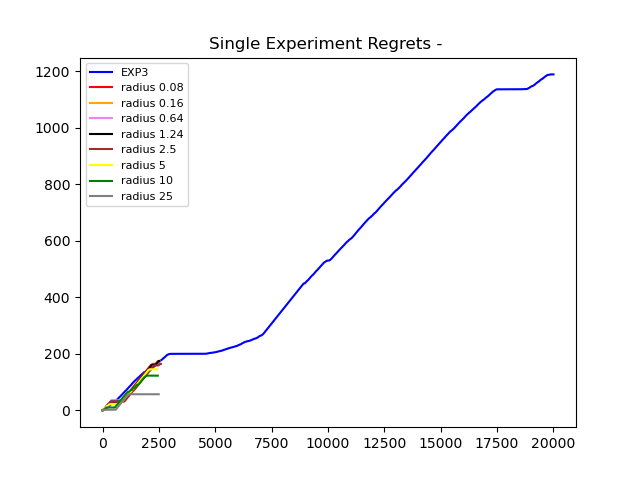 Single Experiment Regrets -
1200
1000
800
600
400
200
0
EXP3
radius 0.08
radius 0.16
radius 0.64
radius 1.24
radius 2.5
radius 5
radius 10
radius 25
0 2500 5000 7500 10000 12500 15000 17500 20000